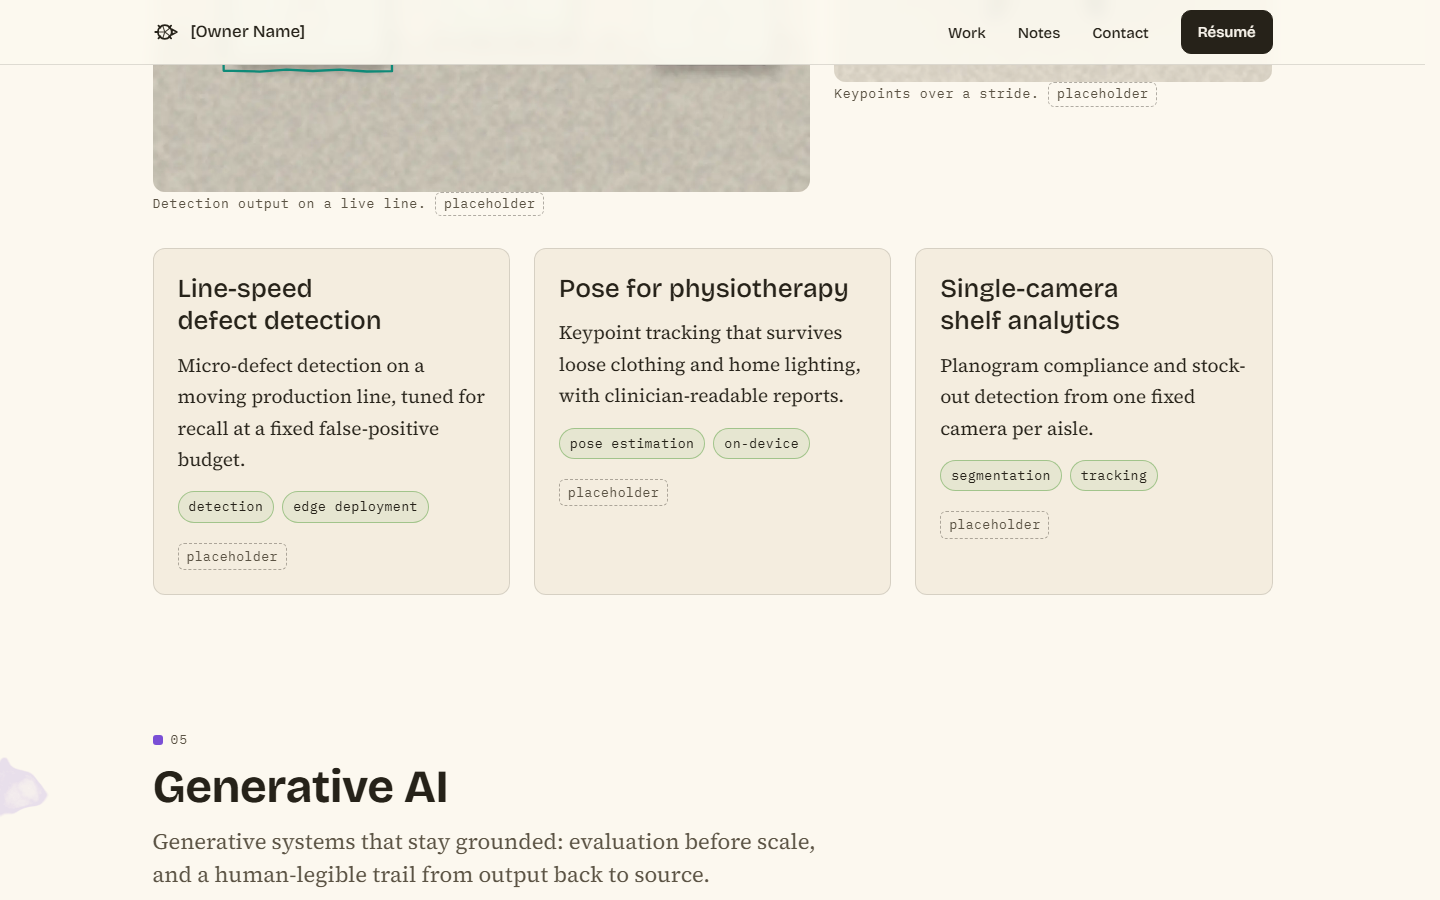 [Owner Name]
Work
Notes
Contact
Résumé
Keypoints over a stride. placeholder
Detection output on a live line. placeholder
Line-speed
defect detection
Micro-defect detection on a
moving production line, tuned for
recall at a fixed false-positive
budget.
detection
edge deployment
placeholder
Pose for physiotherapy
Keypoint tracking that survives
loose clothing and home lighting,
with clinician-readable reports.
pose estimation
on-device
placeholder
Single-camera
shelf analytics
Planogram compliance and stock-
out detection from one fixed
camera per aisle.
segmentation
tracking
placeholder
05
Generative AI
Generative systems that stay grounded: evaluation before scale,
and a human-legible trail from output back to source.